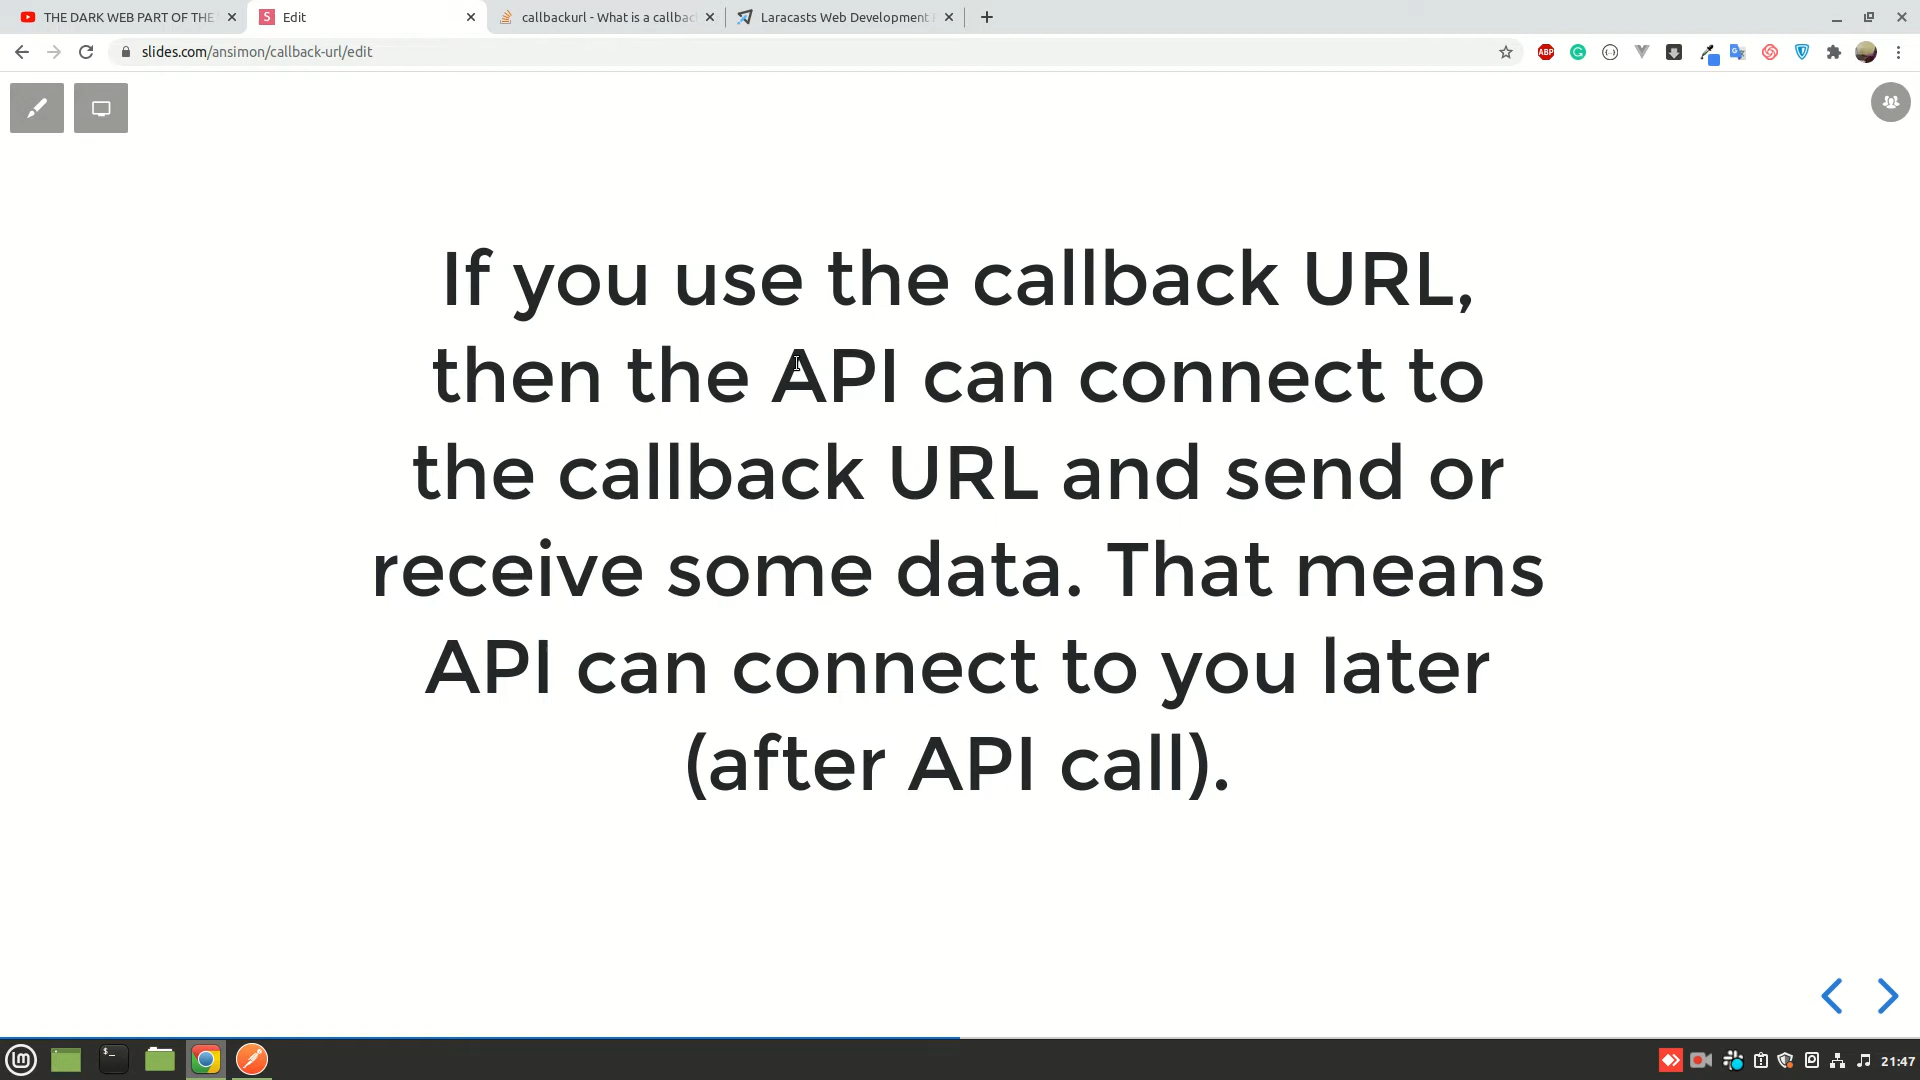 THE DARK WEB PART OF THE
Edit
callbackurl - What is a callbac
Laracasts Web Development
slides.com/ansimon/callback-url/edit
ABP
If you use the callback URL,
then the API can connect to
the callback URL and send or
receive some data. That means
API can connect to you later
(after API call).
21:47